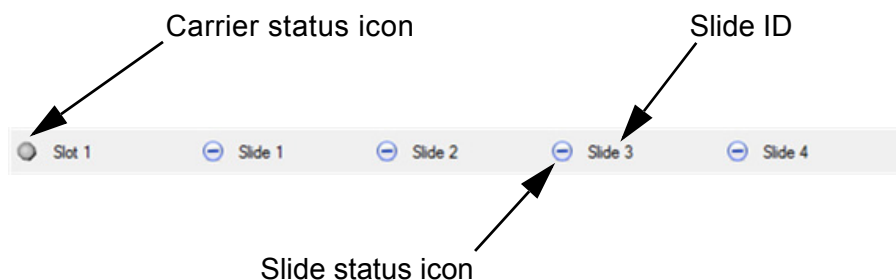 Carrier status icon Slide ID
Slot 1 Slide 1 Slide 2 Slide 3 Slide 4
Slide status icon